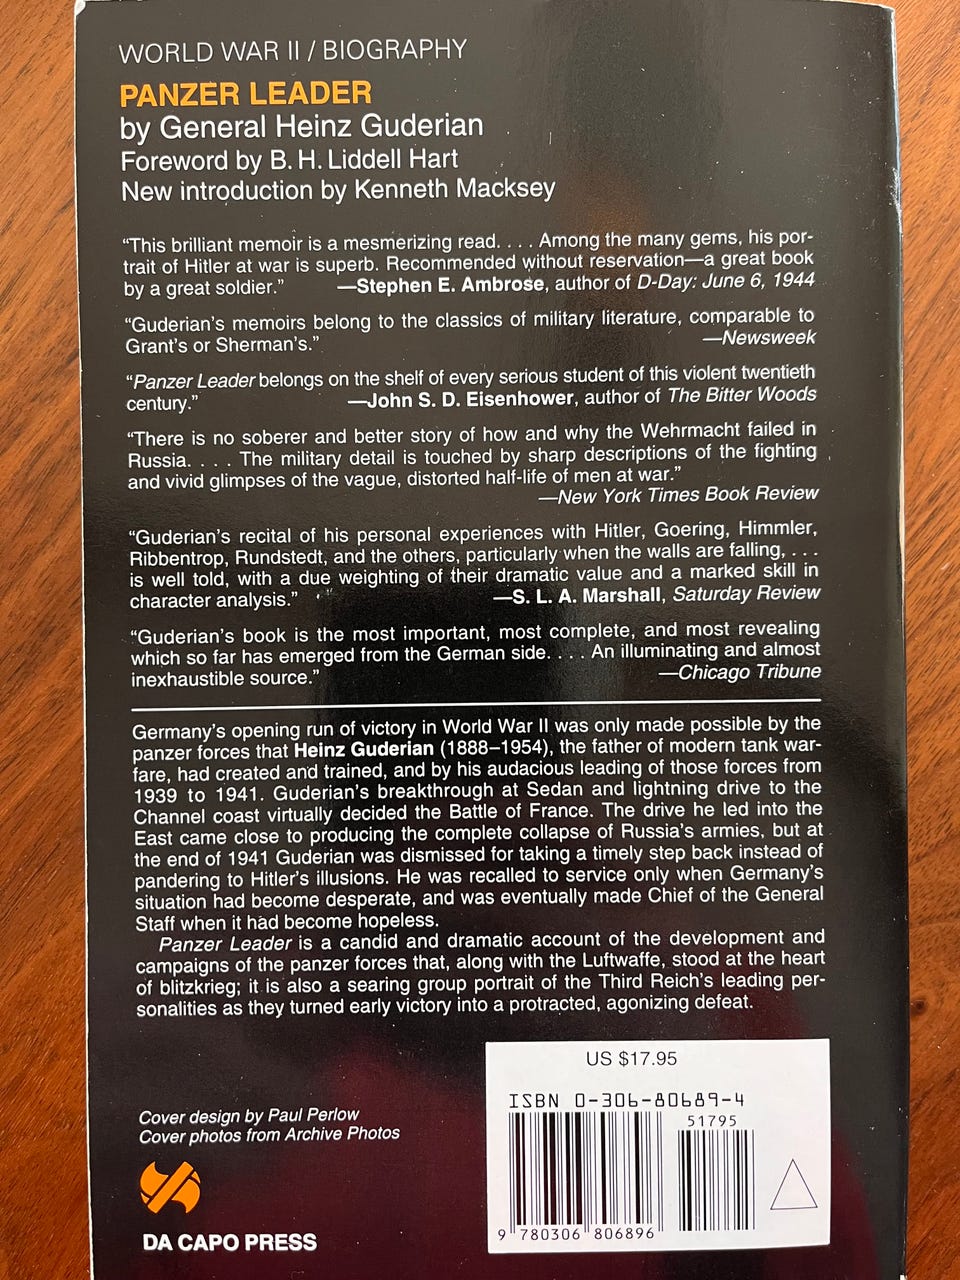 WORLD WAR II / BIOGRAPHY
PANZER LEADER
by General Heinz Guderian
Foreword by B. H. Liddell Hart
New introduction by Kenneth Macksey
“This brilliant memoir is a mesmerizing read. . . . Among the many gems, his por-
trait of Hitler at war is superb. Recommended without reservation—a great book
by a great soldier.” —Stephen E. Ambrose, author of D-Day: June 6, 1944
“Guderian’s memoirs belong to the classics of military literature, comparable to
Grant’s or Sherman’s.” —Newsweek
“Panzer Leader belongs on the shelf of every serious student of this violent twentieth
century.” —John S. D. Eisenhower, author of The Bitter Woods
“There is no soberer and better story of how and why the Wehrmacht failed in
Russia. . . . The military detail is touched by sharp descriptions of the fighting
and vivid glimpses of the vague, distorted half-life of men at war.”
—New York Times Book Review
“Guderian’s recital of his personal experiences with Hitler, Goering, Himmler,
Ribbentrop, Rundstedt, and the others, particularly when the walls are falling, . . .
is well told, with a due weighting of their dramatic value and a marked skill in
character analysis.” —S. L. A. Marshall, Saturday Review
“Guderian’s book is the most important, most complete, and most revealing
which so far has emerged from the German side. . . . An illuminating and almost
inexhaustible source.” —Chicago Tribune
Germany’s opening run of victory in World War II was only made possible by the
panzer forces that Heinz Guderian (1888–1954), the father of modern tank war-
fare, had created and trained, and by his audacious leading of those forces from
1939 to 1941. Guderian’s breakthrough at Sedan and lightning drive to the
Channel coast virtually decided the Battle of France. The drive he led into the
East came close to producing the complete collapse of Russia’s armies, but at
the end of 1941 Guderian was dismissed for taking a timely step back instead of
pandering to Hitler’s illusions. He was recalled to service only when Germany’s
situation had become desperate, and was eventually made Chief of the General
Staff when it had become hopeless.
Panzer Leader is a candid and dramatic account of the development and
campaigns of the panzer forces that, along with the Luftwaffe, stood at the heart
of blitzkrieg; it is also a searing group portrait of the Third Reich’s leading per-
sonalities as they turned early victory into a protracted, agonizing defeat.
US $17.95
ISBN 0-306-80689-4
51795
9 780306 806896
Cover design by Paul Perlow
Cover photos from Archive Photos
DA CAPO PRESS